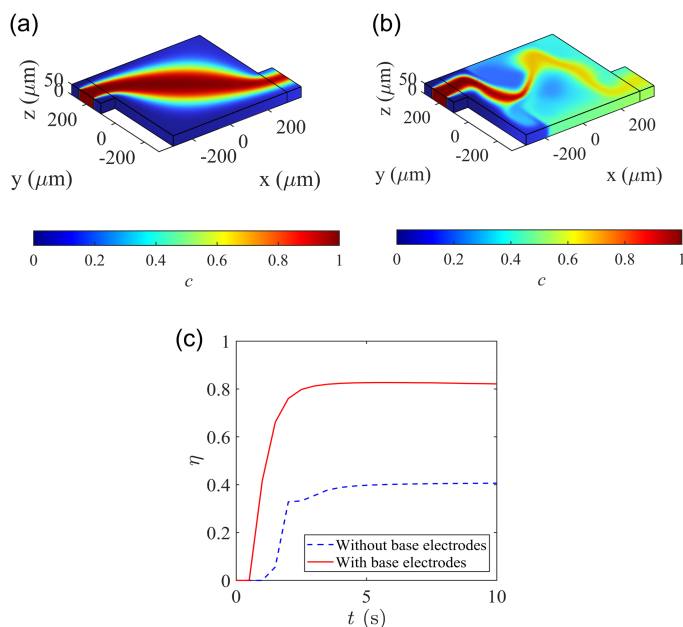 (a)
(b)
z (μm)
50
0
200
0
-200
y (μm)
-200
0
200
x (μm)
z (μm)
50
0
200
0
-200
y (μm)
-200
0
200
x (μm)
0 0.2 0.4 0.6 0.8 1
c
0 0.2 0.4 0.6 0.8 1
c
(c)
1
0.8
0.6
0.4
0.2
0
η
Without base electrodes
With base electrodes
0 5 10
t (s)